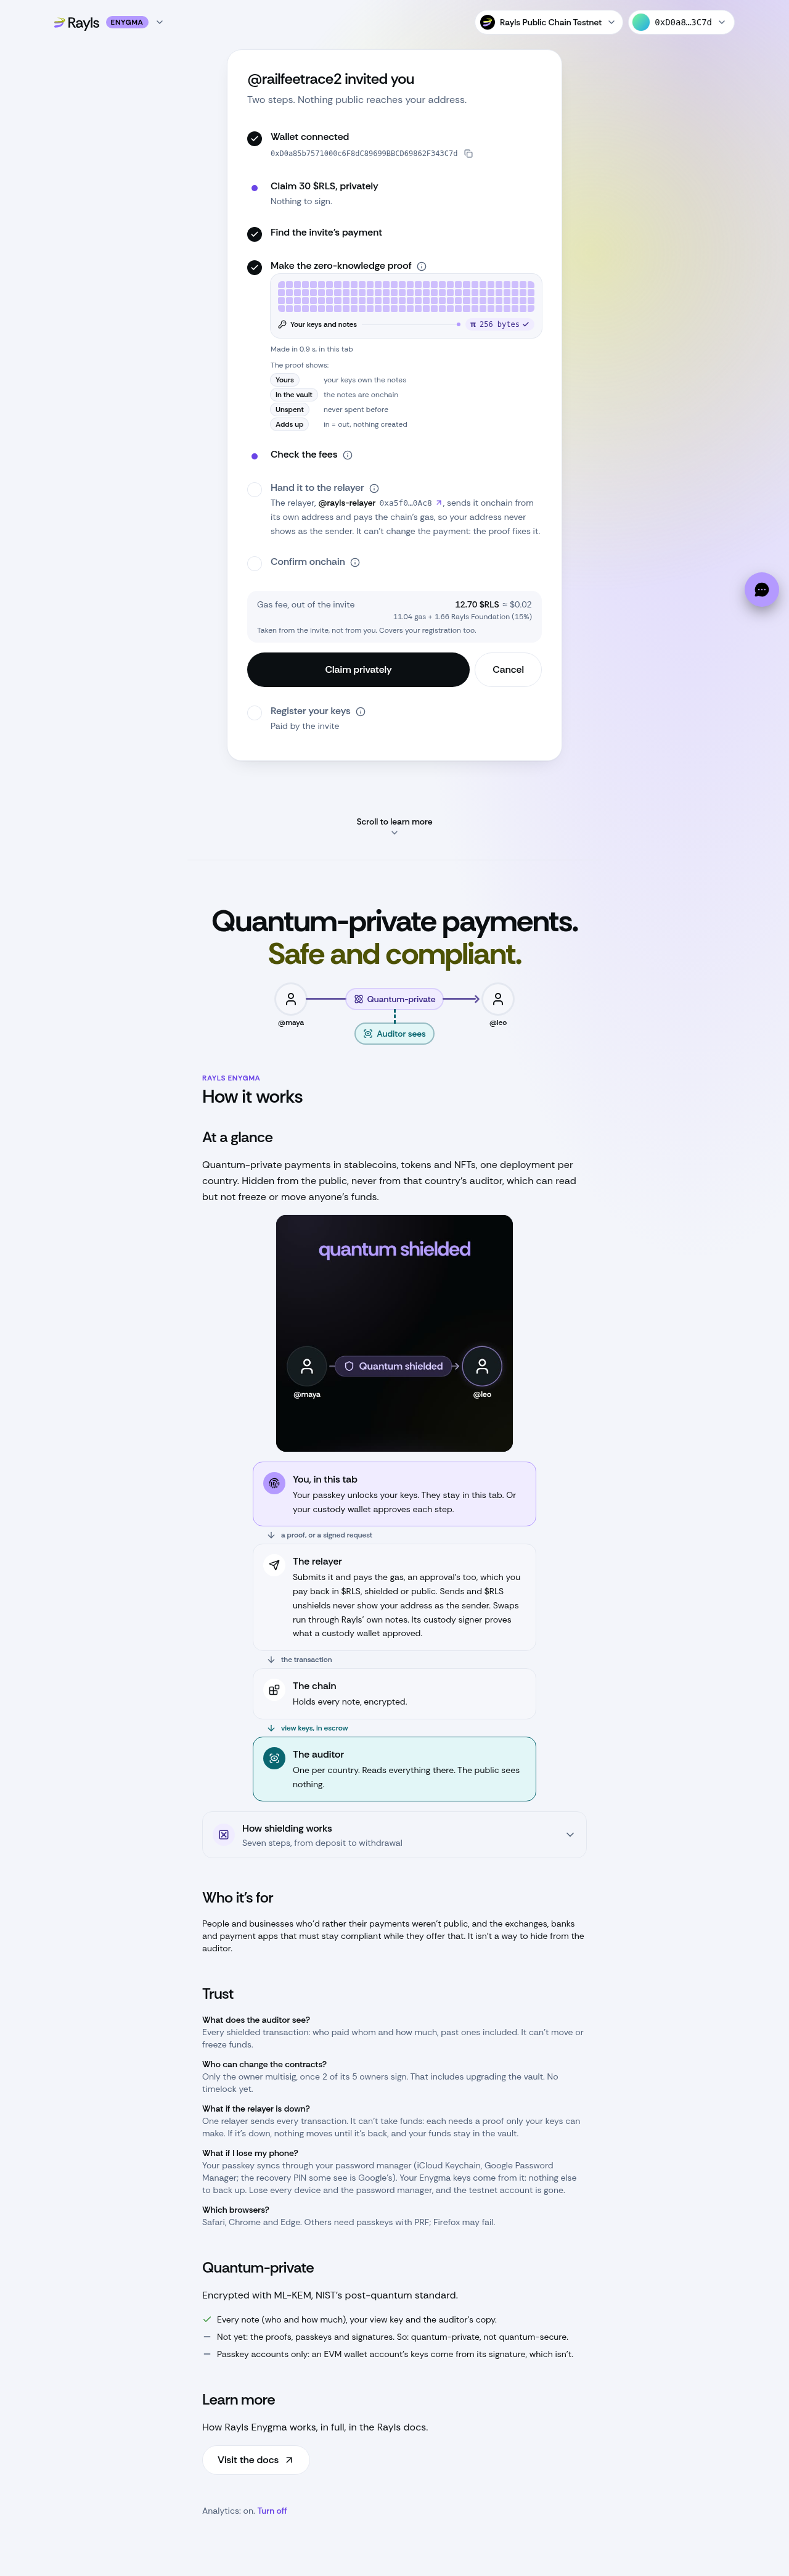 Rayls ENYGMA
Rayls Public Chain Testnet
0xD0a8…3C7d
@railfeetrace2 invited you
Two steps. Nothing public reaches your address.
Wallet connected
0xD0a85b7571000c6F8dC89699BBCD69862F343C7d
Claim 30 $RLS, privately
Nothing to sign.
Find the invite's payment
Make the zero-knowledge proof
Your keys and notes
π 256 bytes
Made in 0.9 s, in this tab
The proof shows:
Yours your keys own the notes
In the vault the notes are onchain
Unspent never spent before
Adds up in = out, nothing created
Check the fees
Hand it to the relayer
The relayer, @rayls-relayer 0xa5f0…0Ac8 , sends it onchain from
its own address and pays the chain's gas, so your address never
shows as the sender. It can't change the payment: the proof fixes it.
Confirm onchain
Gas fee, out of the invite 12.70 $RLS ≈ $0.02
11.04 gas + 1.66 Rayls Foundation (15%)
Taken from the invite, not from you. Covers your registration too.
Claim privately
Cancel
Register your keys
Paid by the invite
Scroll to learn more
Quantum-private payments.
Safe and compliant.
Quantum-private
@maya
@leo
Auditor sees
RAYLS ENYGMA
How it works
At a glance
Quantum-private payments in stablecoins, tokens and NFTs, one deployment per
country. Hidden from the public, never from that country's auditor, which can read
but not freeze or move anyone's funds.
quantum shielded
Quantum shielded
@maya
@leo
You, in this tab
Your passkey unlocks your keys. They stay in this tab. Or
your custody wallet approves each step.
a proof, or a signed request
The relayer
Submits it and pays the gas, an approval's too, which you
pay back in $RLS, shielded or public. Sends and $RLS
unshields never show your address as the sender. Swaps
run through Rayls' own notes. Its custody signer proves
what a custody wallet approved.
the transaction
The chain
Holds every note, encrypted.
view keys, in escrow
The auditor
One per country. Reads everything there. The public sees
nothing.
How shielding works
Seven steps, from deposit to withdrawal
Who it's for
People and businesses who'd rather their payments weren't public, and the exchanges, banks
and payment apps that must stay compliant while they offer that. It isn't a way to hide from the
auditor.
Trust
What does the auditor see?
Every shielded transaction: who paid whom and how much, past ones included. It can't move or
freeze funds.
Who can change the contracts?
Only the owner multisig, once 2 of its 5 owners sign. That includes upgrading the vault. No
timelock yet.
What if the relayer is down?
One relayer sends every transaction. It can't take funds: each needs a proof only your keys can
make. If it's down, nothing moves until it's back, and your funds stay in the vault.
What if I lose my phone?
Your passkey syncs through your password manager (iCloud Keychain, Google Password
Manager; the recovery PIN some see is Google's). Your Enygma keys come from it: nothing else
to back up. Lose every device and the password manager, and the testnet account is gone.
Which browsers?
Safari, Chrome and Edge. Others need passkeys with PRF; Firefox may fail.
Quantum-private
Encrypted with ML-KEM, NIST's post-quantum standard.
Every note (who and how much), your view key and the auditor's copy.
Not yet: the proofs, passkeys and signatures. So: quantum-private, not quantum-secure.
Passkey accounts only: an EVM wallet account's keys come from its signature, which isn't.
Learn more
How Rayls Enygma works, in full, in the Rayls docs.
Visit the docs
Analytics: on. Turn off